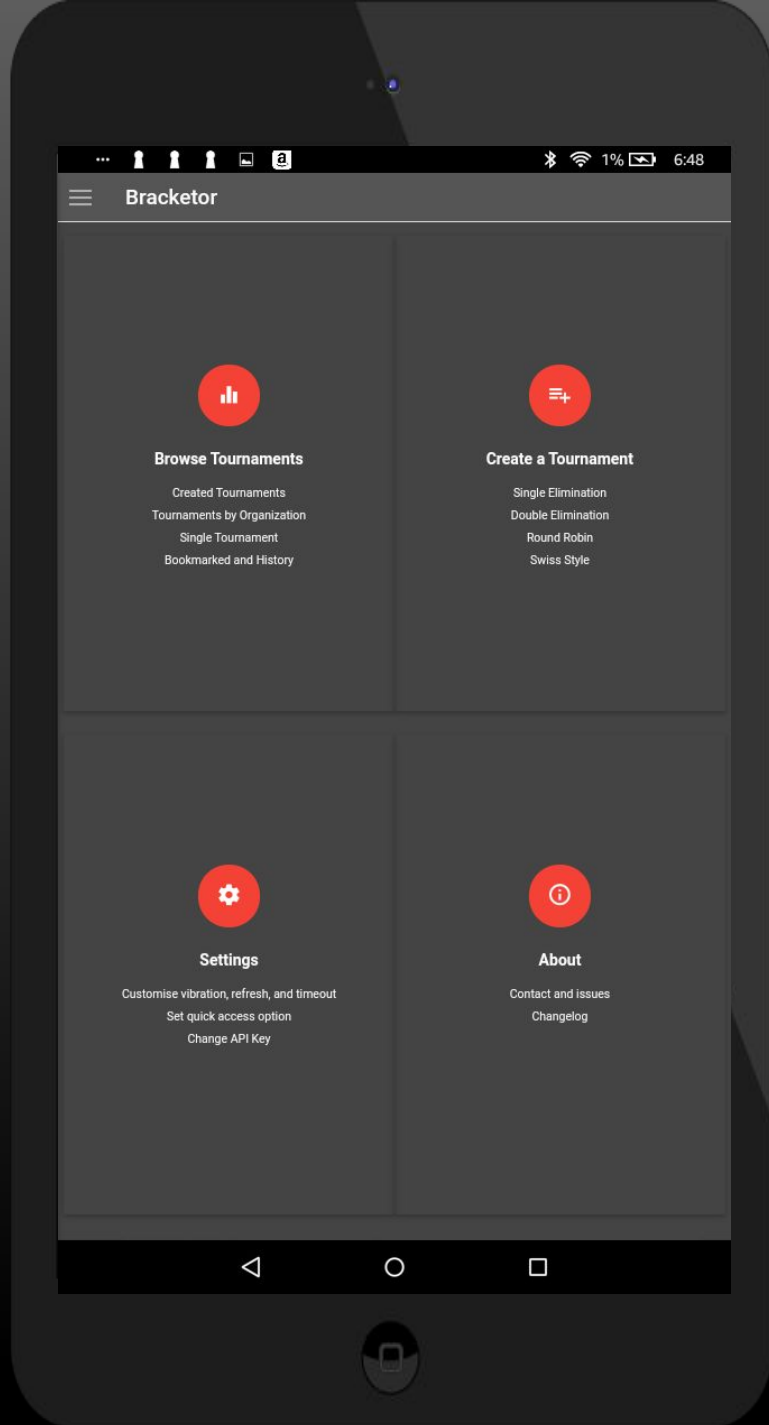 1% 6:48
Bracketor
Browse Tournaments
Created Tournaments
Tournaments by Organization
Single Tournament
Bookmarked and History
Create a Tournament
Single Elimination
Double Elimination
Round Robin
Swiss Style
Settings
Customise vibration, refresh, and timeout
Set quick access option
Change API Key
About
Contact and issues
Changelog